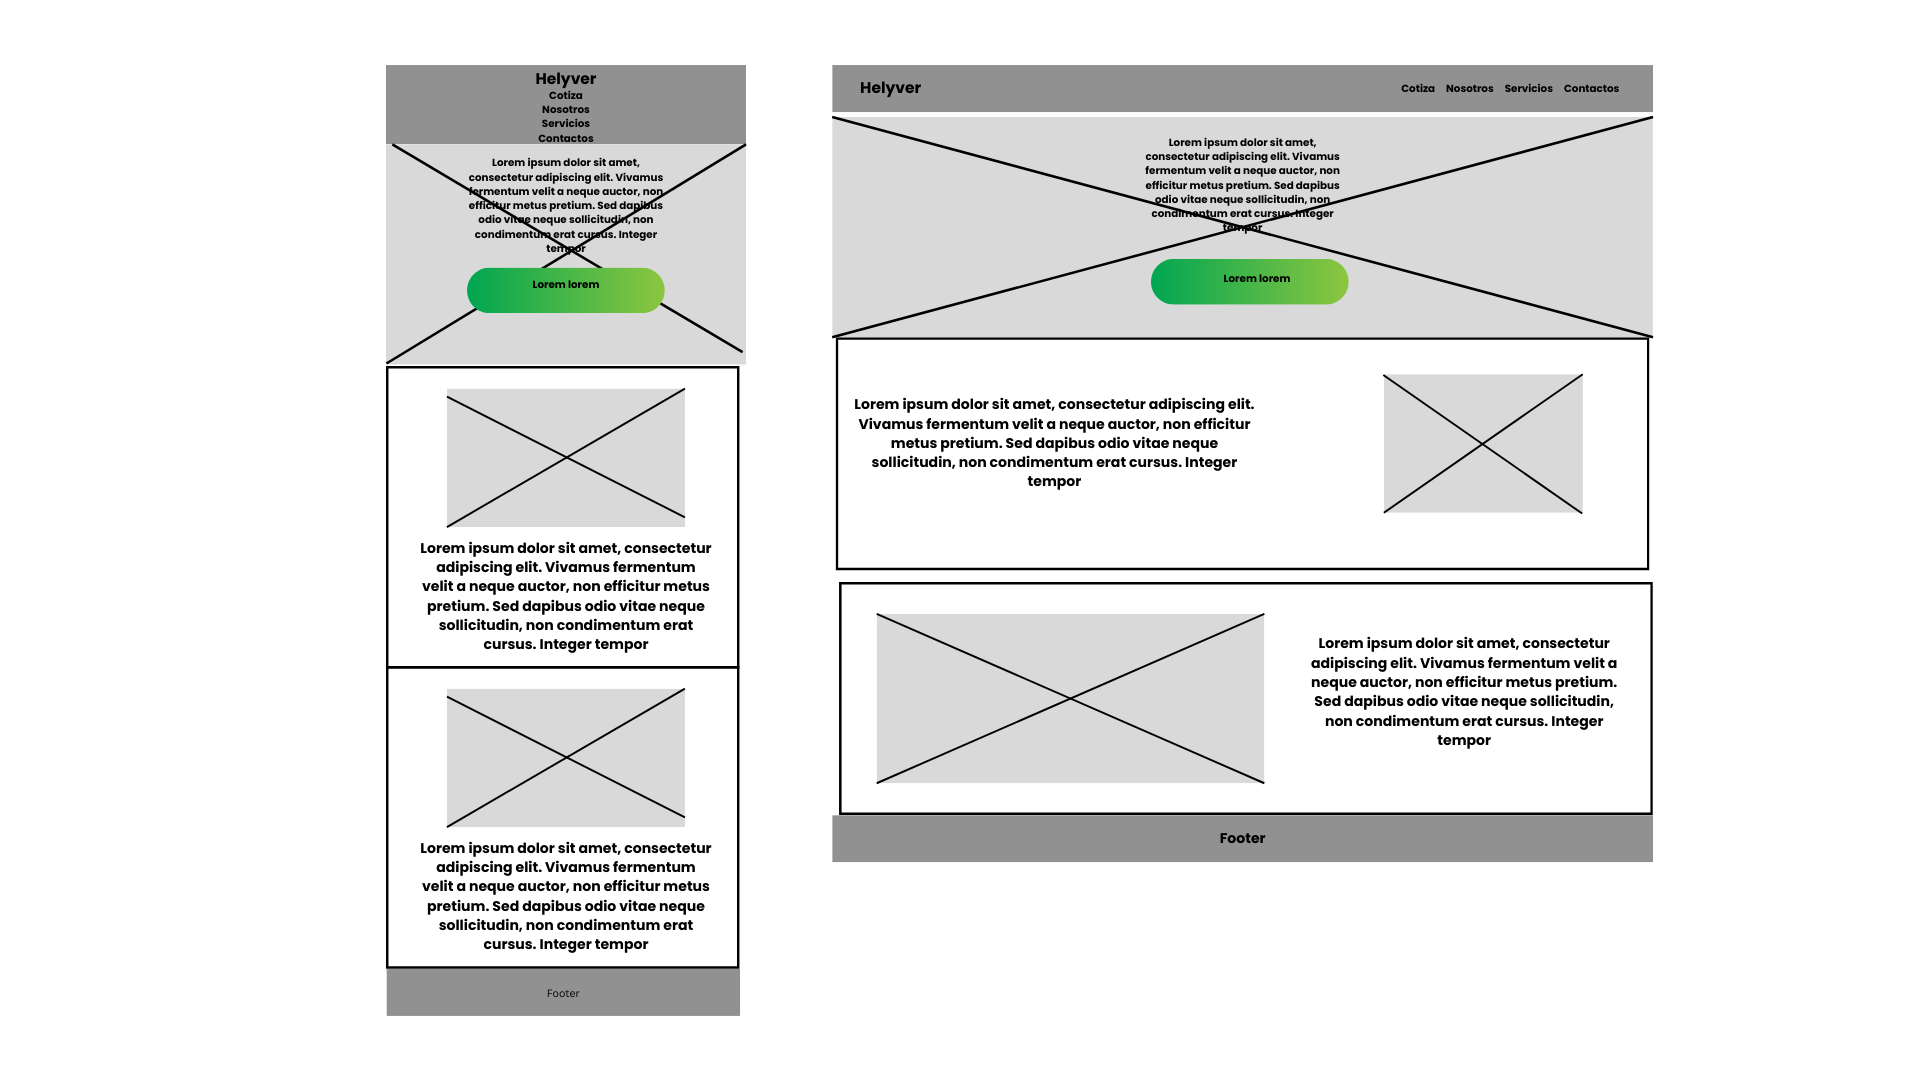 Helyver
Cotiza
Nosotros
Servicios
Contactos
Lorem ipsum dolor sit amet,
consectetur adipiscing elit. Vivamus
fermentum velit a neque auctor, non
efficitur metus pretium. Sed dapibus
odio vitae neque sollicitudin, non
condimentum erat cursus. Integer
tempor
Lorem lorem
Lorem ipsum dolor sit amet, consectetur
adipiscing elit. Vivamus fermentum
velit a neque auctor, non efficitur metus
pretium. Sed dapibus odio vitae neque
sollicitudin, non condimentum erat
cursus. Integer tempor
Lorem ipsum dolor sit amet, consectetur
adipiscing elit. Vivamus fermentum
velit a neque auctor, non efficitur metus
pretium. Sed dapibus odio vitae neque
sollicitudin, non condimentum erat
cursus. Integer tempor
Footer
Helyver
Cotiza Nosotros Servicios Contactos
Lorem ipsum dolor sit amet,
consectetur adipiscing elit. Vivamus
fermentum velit a neque auctor, non
efficitur metus pretium. Sed dapibus
odio vitae neque sollicitudin, non
condimentum erat cursus. Integer
tempor
Lorem lorem
Lorem ipsum dolor sit amet, consectetur adipiscing elit.
Vivamus fermentum velit a neque auctor, non efficitur
metus pretium. Sed dapibus odio vitae neque
sollicitudin, non condimentum erat cursus. Integer
tempor
Lorem ipsum dolor sit amet, consectetur
adipiscing elit. Vivamus fermentum velit a
neque auctor, non efficitur metus pretium.
Sed dapibus odio vitae neque sollicitudin,
non condimentum erat cursus. Integer
tempor
Footer